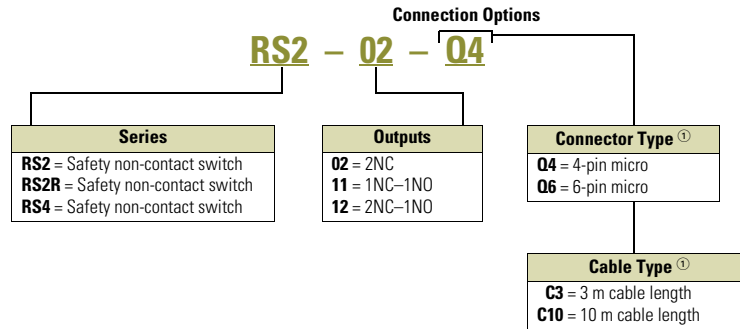 Connection Options
RS2 – 02 – Q4
Series
RS2 = Safety non-contact switch
RS2R = Safety non-contact switch
RS4 = Safety non-contact switch
Outputs
02 = 2NC
11 = 1NC–1NO
12 = 2NC–1NO
Connector Type ①
Q4 = 4-pin micro
Q6 = 6-pin micro
Cable Type ①
C3 = 3 m cable length
C10 = 10 m cable length